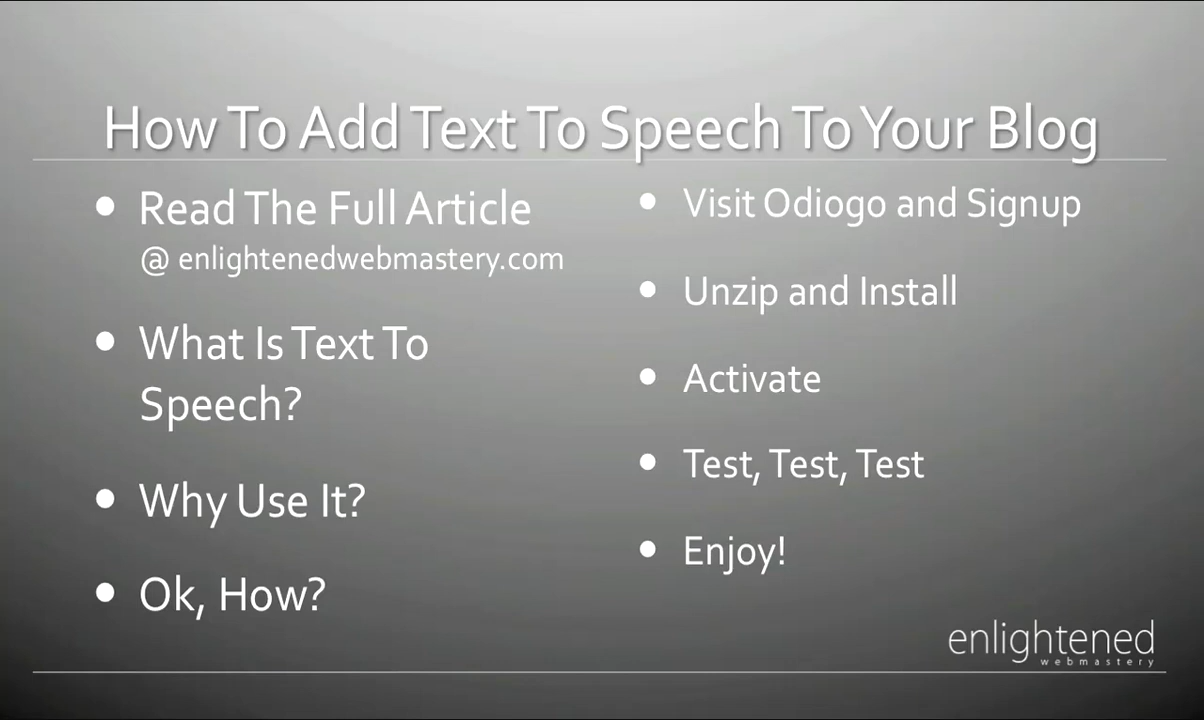 How To Add Text To Speech To Your Blog
• Read The Full Article
@ enlightenedwebmastery.com
• What Is Text To
Speech?
• Why Use It?
• Ok, How?
• Visit Odiogo and Signup
• Unzip and Install
• Activate
• Test, Test, Test
• Enjoy!
enlightened
webmastery